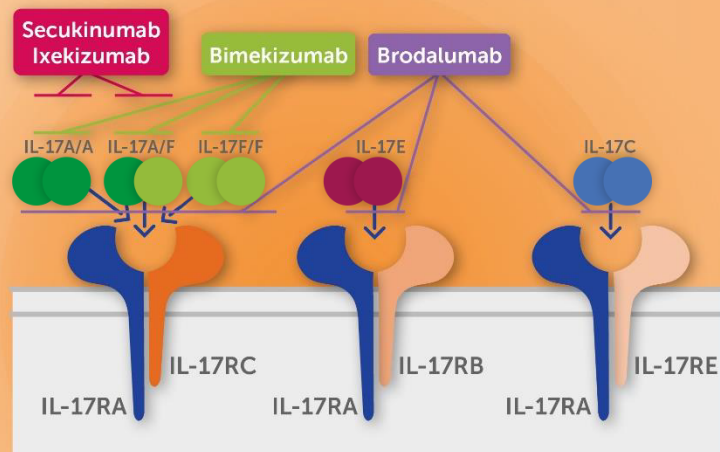 Secukinumab
Ixekizumab
Bimekizumab
Brodalumab
IL-17A/A
IL-17A/F
IL-17F/F
IL-17E
IL-17C
IL-17RC
IL-17RB
IL-17RE
IL-17RA
IL-17RA
IL-17RA